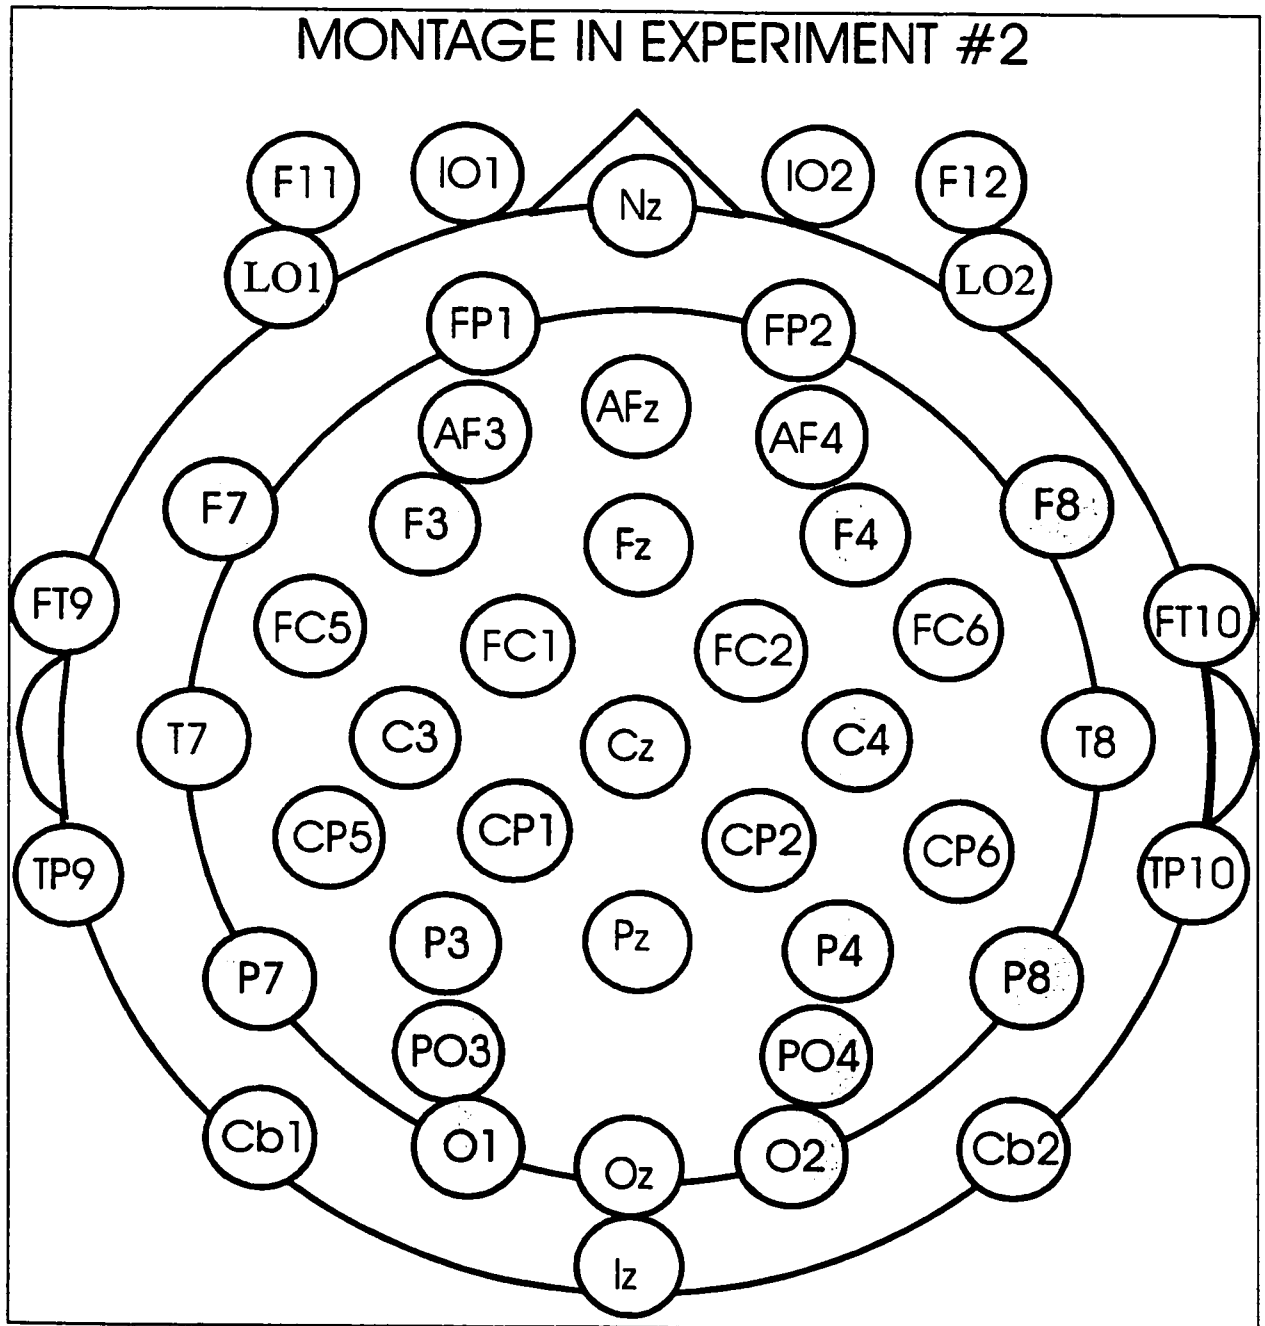 MONTAGE IN EXPERIMENT #2
F11 IO1 IO2 F12
Nz
LO1 LO2
FP1 FP2
AF3 AFz AF4
F7 F3 Fz F4 F8
FT9 FC5 FC1 FC2 FC6 FT10
T7 C3 Cz C4 T8
CP5 CP1 CP2 CP6
TP9 TP10
P7 P3 Pz P4 P8
PO3 PO4
Cb1 O1 Oz O2 Cb2
Iz